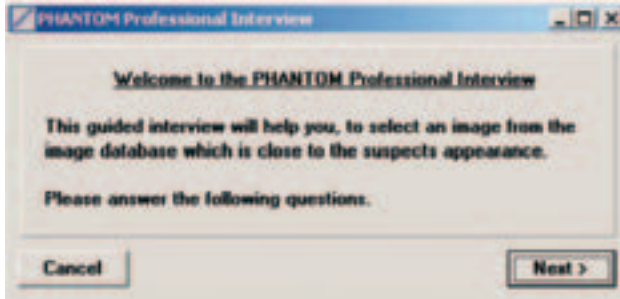 PHANTOM Professional Interview
Welcome to the PHANTOM Professional Interview
This guided interview will help you, to select an image from the
image database which is close to the suspects appearance.
Please answer the following questions.
Cancel
Next >